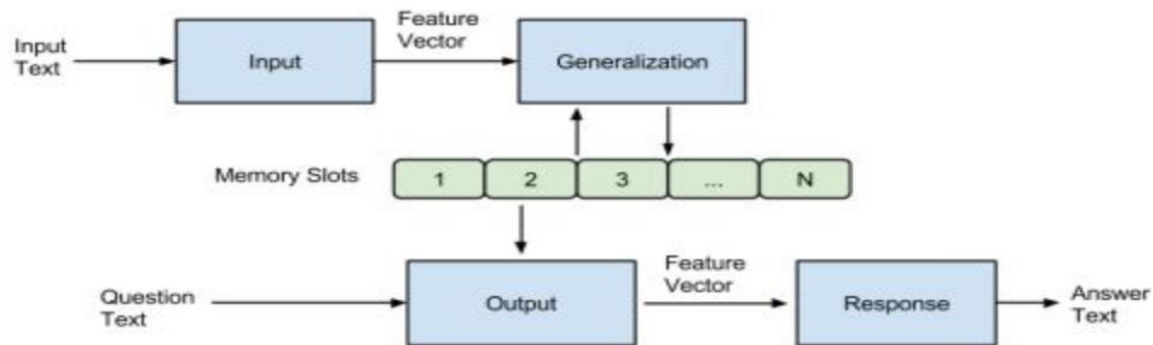 Input
Text
Input
Feature
Vector
Generalization
Memory Slots
1 2 3 ... N
Question
Text
Output
Feature
Vector
Response
Answer
Text